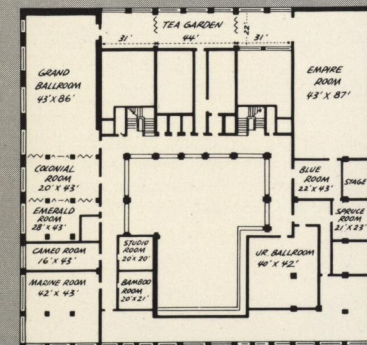 TEA GARDEN
31' 44' 31'
22'
GRAND
BALLROOM
43' X 86'
EMPIRE
ROOM
43' X 87'
COLONIAL
ROOM
20' X 43'
EMERALD
ROOM
28' X 43'
CAMEO ROOM
16' X 43'
MARINE ROOM
42' X 43'
STUDIO
ROOM
20' X 20'
BAMBOO
ROOM
20' X 21'
JR. BALLROOM
40' X 42'
BLUE
ROOM
22' X 43'
STAGE
SPRUCE
ROOM
21' X 23'